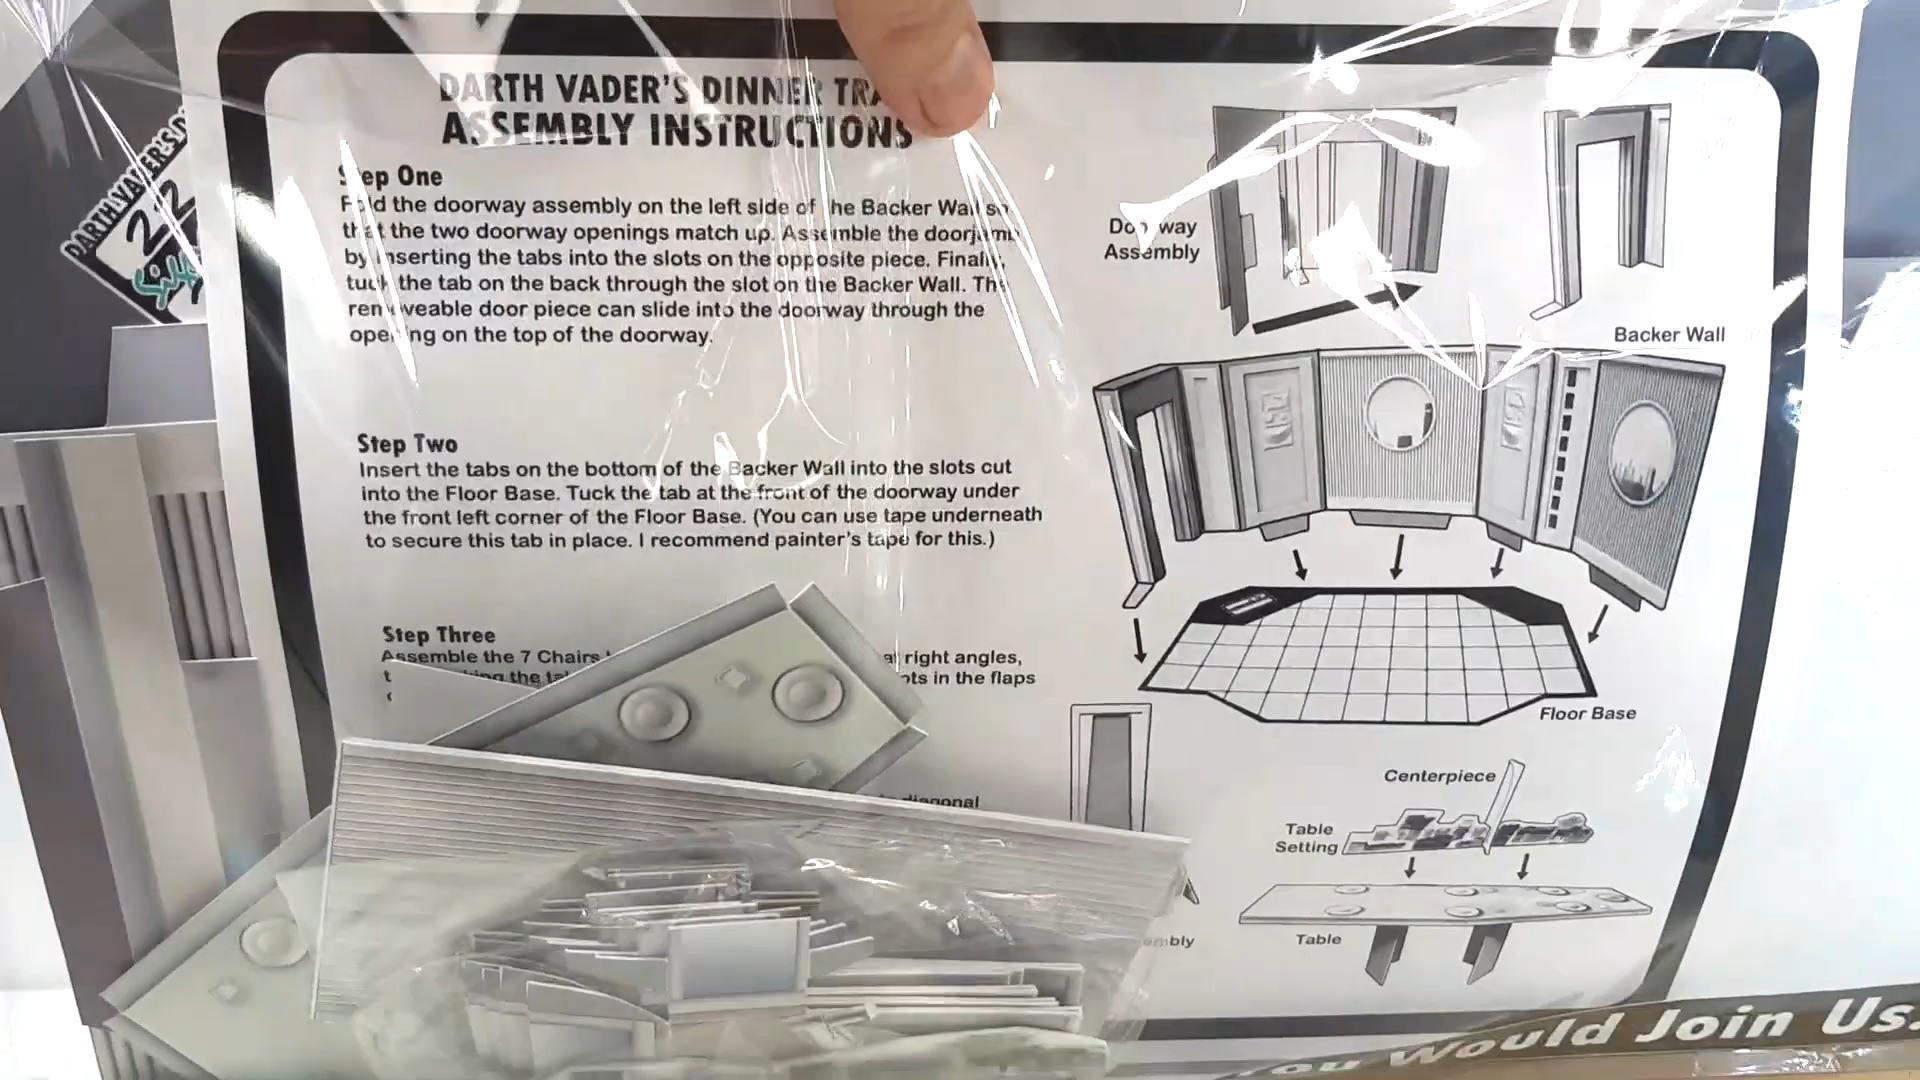 DARTH VADER'S DINNER
ASSEMBLY INSTRUCTIONS
DARTH VADER'S
Step One
Fold the doorway assembly on the left side of the Backer Wall so
that the two doorway openings match up. Assemble the doorjamb
by inserting the tabs into the slots on the opposite piece. Finally,
tuck the tab on the back through the slot on the Backer Wall. The
removeable door piece can slide into the doorway through the
opening on the top of the doorway.
Step Two
Insert the tabs on the bottom of the Backer Wall into the slots cut
into the Floor Base. Tuck the tab at the front of the doorway under
the front left corner of the Floor Base. (You can use tape underneath
to secure this tab in place. I recommend painter's tape for this.)
Step Three
Assemble the 7 Chairs at right angles,
the in the flaps
diagonal
Doorway
Assembly
Backer Wall
Floor Base
Centerpiece
Table
Setting
Table
Would Join Us.